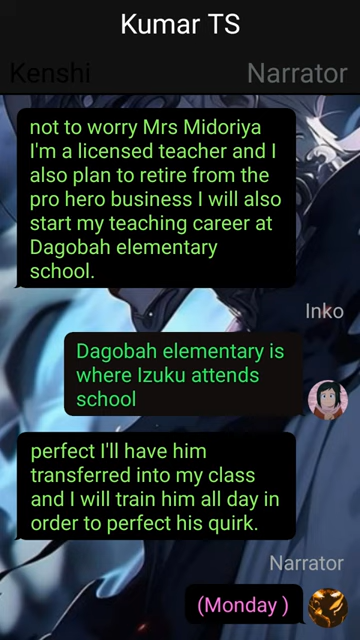 Kumar TS
Kenshi
Narrator
not to worry Mrs Midoriya
I'm a licensed teacher and I
also plan to retire from the
pro hero business I will also
start my teaching career at
Dagobah elementary
school.
Inko
Dagobah elementary is
where Izuku attends
school
perfect I'll have him
transferred into my class
and I will train him all day in
order to perfect his quirk.
Narrator
(Monday )